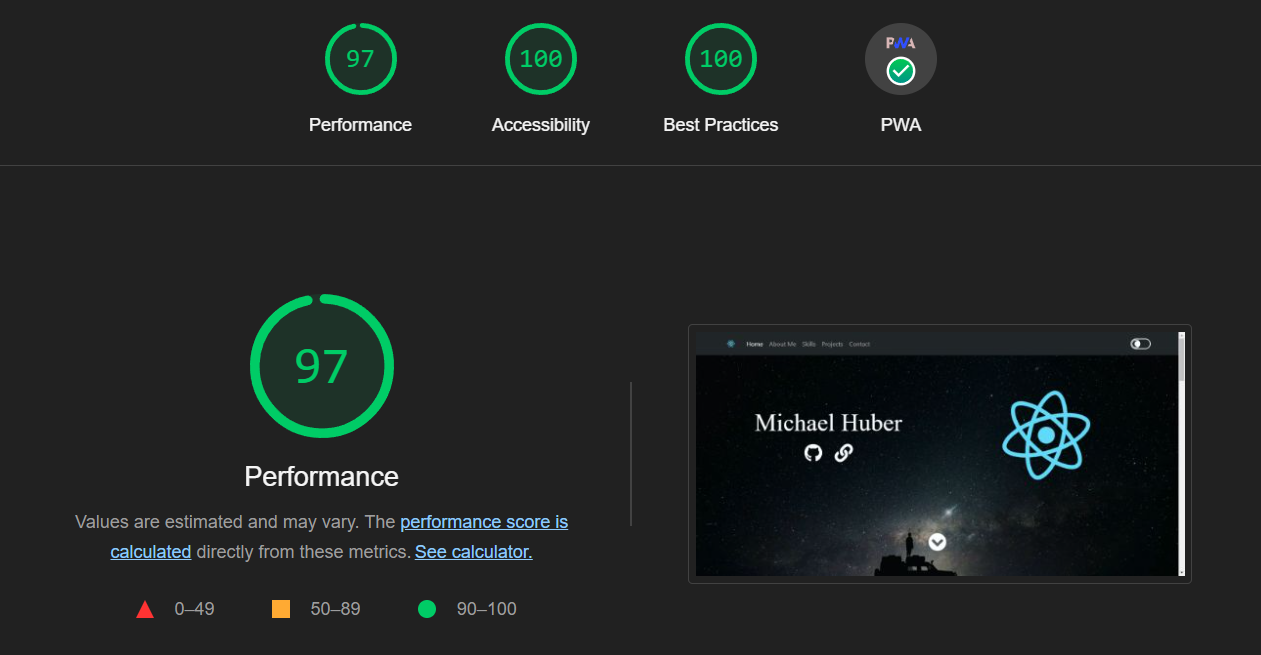 97
100
100
PWA
Performance
Accessibility
Best Practices
PWA
97
Performance
Values are estimated and may vary. The performance score is
calculated directly from these metrics. See calculator.
0–49
50–89
90–100
Home About Me Skills Projects Contact
Michael Huber